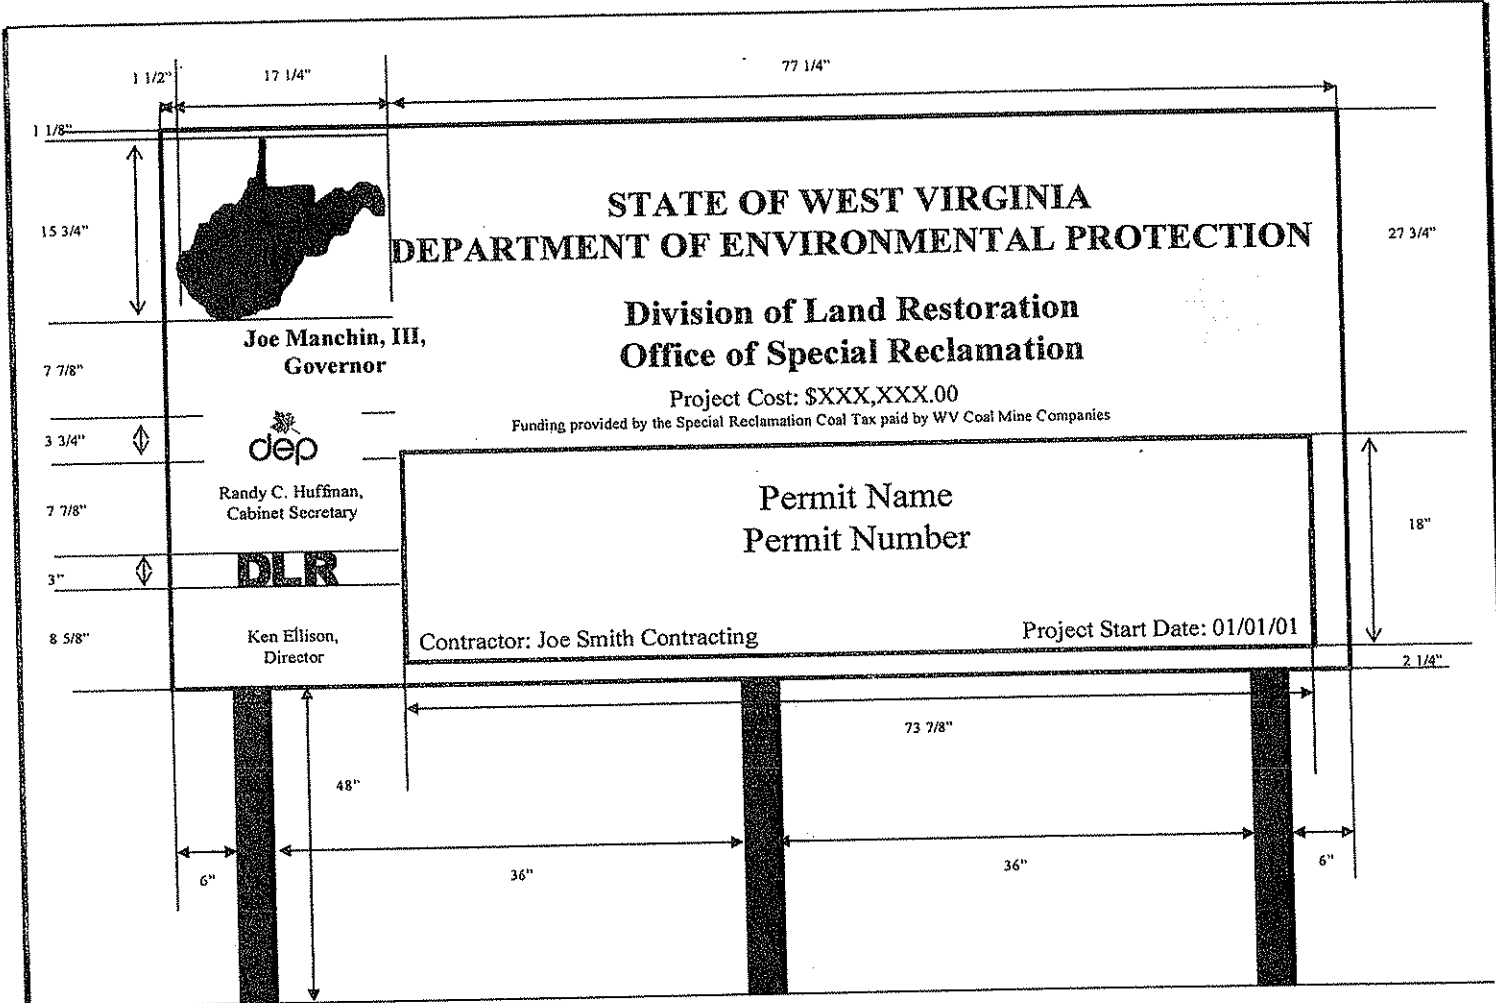 1 1/2"
17 1/4"
77 1/4"
1 1/8"
15 3/4"
27 3/4"
STATE OF WEST VIRGINIA
DEPARTMENT OF ENVIRONMENTAL PROTECTION
Division of Land Restoration
Office of Special Reclamation
Project Cost: $XXX,XXX.00
Funding provided by the Special Reclamation Coal Tax paid by WV Coal Mine Companies
Joe Manchin, III,
Governor
7 7/8"
3 3/4"
dep
Randy C. Huffman,
Cabinet Secretary
7 7/8"
DLR
3"
Ken Ellison,
Director
8 5/8"
Permit Name
Permit Number
Contractor: Joe Smith Contracting
Project Start Date: 01/01/01
18"
2 1/4"
73 7/8"
48"
6"
36"
36"
6"